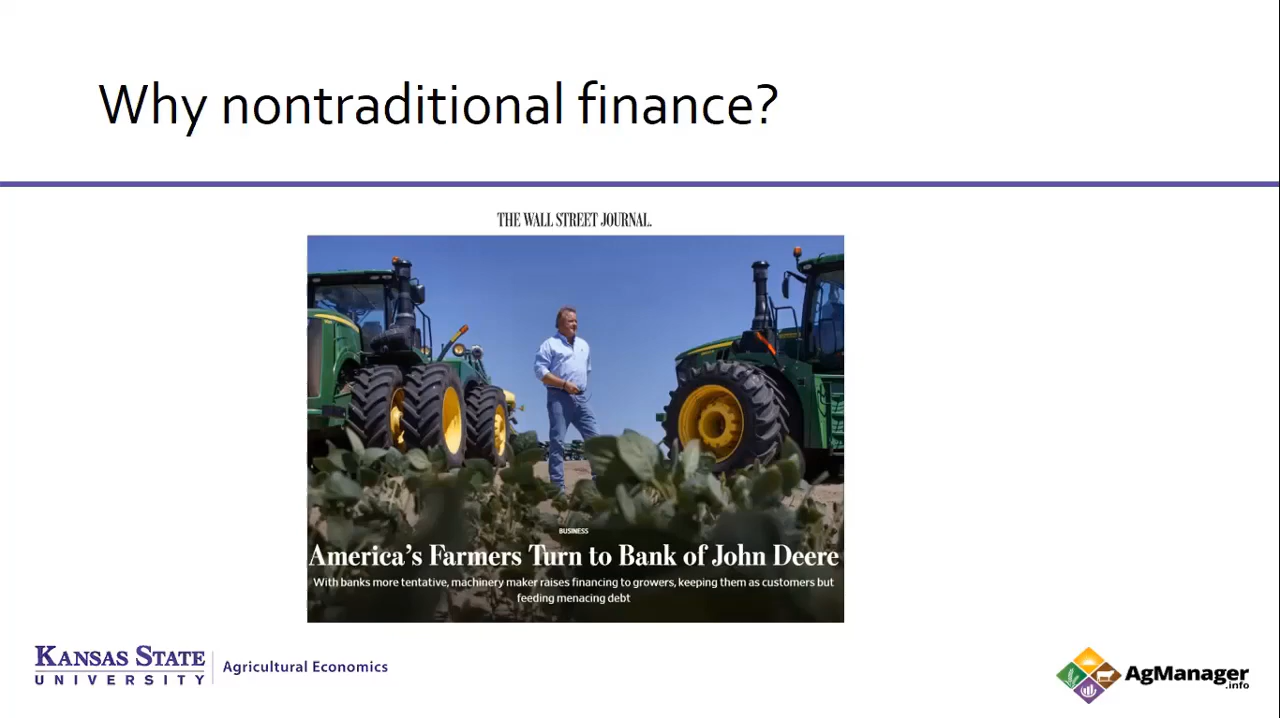 Why nontraditional finance?
THE WALL STREET JOURNAL.
BUSINESS
America's Farmers Turn to Bank of John Deere
With banks more tentative, machinery maker raises financing to growers, keeping them as customers but
feeding menacing debt
KANSAS STATE
UNIVERSITY
Agricultural Economics
AgManager
.info